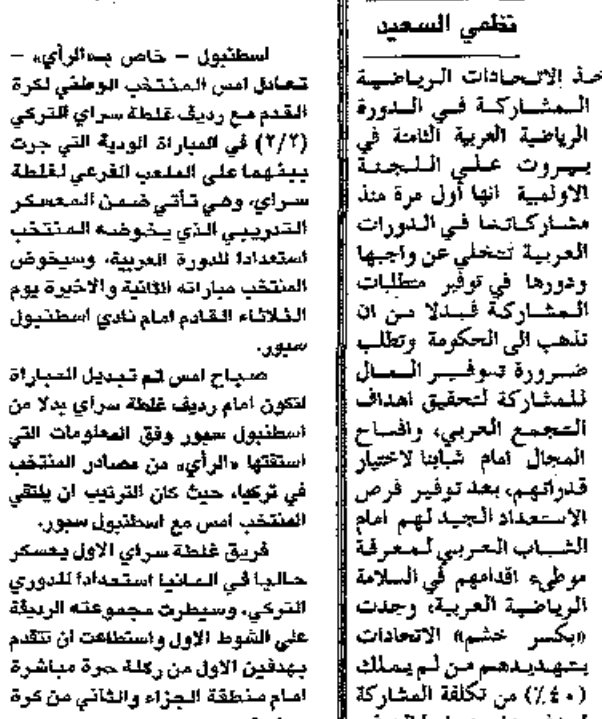 نظمي السعيد
خذ الاتحادات الرياضية
المشاركة في الدورة
الرياضية العربية الثامنة في
بيروت على اللجنة
الاولمبية انها أول مرة منذ
مشاركاتنا في الدورات
العربية تتخلى عن واجبها
ودورها في توفير متطلبات
المشاركة فبدلا من ان
تذهب الى الحكومة وتطلب
ضرورة توفير المال
للمشاركة لتحقيق اهداف
التجمع العربي، وافساح
المجال امام شبابنا لاختبار
قدراتهم، بعد توفير فرص
الاستعداد الجيد لهم امام
الشباب العربي لمعرفة
موطىء اقدامهم في السلامة
الرياضية العربية، وجدت
«بكسر خشم» الاتحادات
بتهديدهم من لم يملك
(٤٠٪) من تكلفة المشاركة
اسطنبول – خاص بـ«الرأي» –
تعادل امس المنتخب الوطني لكرة
القدم مع رديف غلطة سراي التركي
(٢/٢) في المباراة الودية التي جرت
بينهما على الملعب الفرعي لغلطة
سراي، وهي تأتي ضمن المعسكر
التدريبي الذي يخوضه المنتخب
استعدادا للدورة العربية، وسيخوض
المنتخب مباراته الثانية والاخيرة يوم
الثلاثاء القادم امام نادي اسطنبول
سبور.
صباح امس تم تبديل المباراة
لتكون امام رديف غلطة سراي بدلا من
اسطنبول سبور وفق المعلومات التي
استقتها «الرأي» من مصادر المنتخب
في تركيا، حيث كان الترتيب ان يلتقي
المنتخب امس مع اسطنبول سبور.
فريق غلطة سراي الاول يعسكر
حاليا في المانيا استعدادا للدوري
التركي، وسيطرت مجموعته الرديفة
على الشوط الاول واستطاعت ان تتقدم
بهدفين الاول من ركلة حرة مباشرة
امام منطقة الجزاء والثاني من كرة